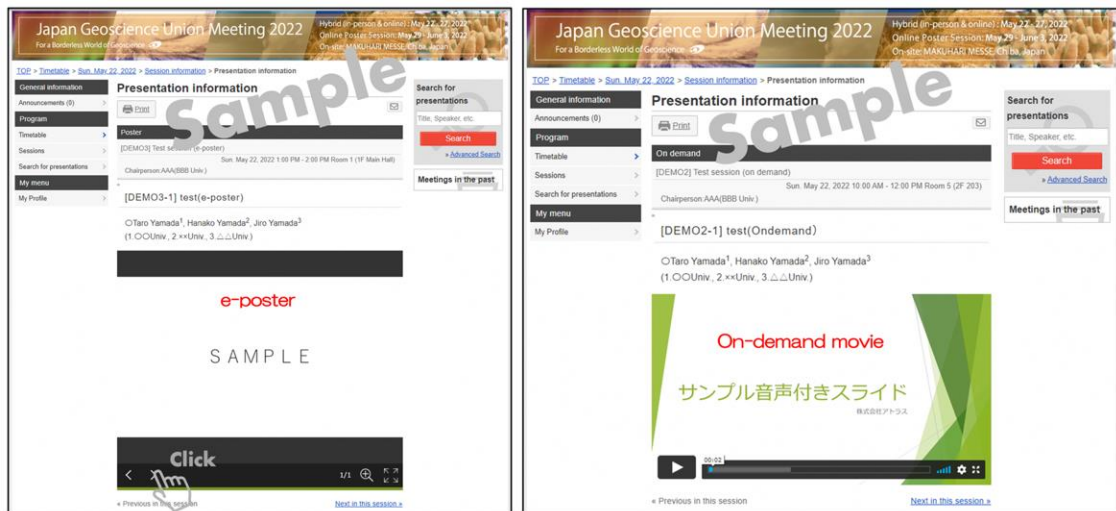 Japan Geoscience Union Meeting 2022
For a Borderless World of Geoscience
Hybrid (in-person & online) : May 22 - 27, 2022
Online Poster Session: May 29 - June 3, 2022
On-site: MAKUHARI MESSE, Chiba, Japan
TOP > Timetable > Sun. May 22, 2022 > Session information > Presentation information
General information
Announcements (0)
Program
Timetable
Sessions
Search for presentations
My menu
My Profile
Presentation information
Print
Sample
Poster
[DEMO3] Test session (e-poster)
Sun. May 22, 2022 1:00 PM - 2:00 PM Room 1 (1F Main Hall)
Chairperson:AAA(BBB Univ.)
[DEMO3-1] test(e-poster)
○Taro Yamada1, Hanako Yamada2, Jiro Yamada3
(1.○○Univ., 2.××Univ., 3.△△Univ.)
e-poster
SAMPLE
Click
1/1
« Previous in this session
Next in this session »
Search for
presentations
Title, Speaker, etc.
Search
» Advanced Search
Meetings in the past
Japan Geoscience Union Meeting 2022
For a Borderless World of Geoscience
Hybrid (in-person & online) : May 22 - 27, 2022
Online Poster Session: May 29 - June 3, 2022
On-site: MAKUHARI MESSE, Chiba, Japan
TOP > Timetable > Sun. May 22, 2022 > Session information > Presentation information
General information
Announcements (0)
Program
Timetable
Sessions
Search for presentations
My menu
My Profile
Presentation information
Print
Sample
On demand
[DEMO2] Test session (on demand)
Sun. May 22, 2022 10:00 AM - 12:00 PM Room 5 (2F 203)
Chairperson:AAA(BBB Univ.)
[DEMO2-1] test(Ondemand)
○Taro Yamada1, Hanako Yamada2, Jiro Yamada3
(1.○○Univ., 2.××Univ., 3.△△Univ.)
On-demand movie
サンプル音声付きスライド
株式会社アトラス
00:02
« Previous in this session
Next in this session »
Search for
presentations
Title, Speaker, etc.
Search
» Advanced Search
Meetings in the past